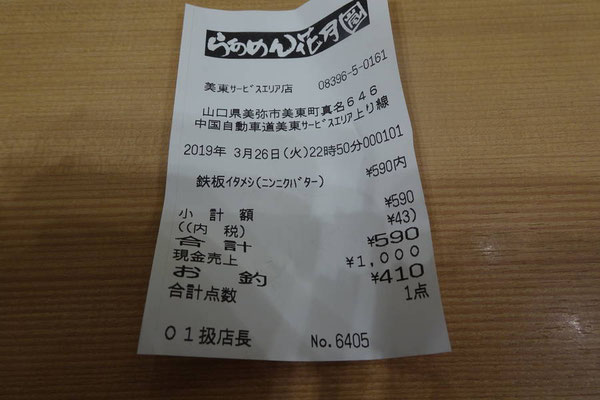 らあめん花月嵐
美東サービスエリア店 08396-5-0161
山口県美弥市美東町真名646
中国自動車道美東サービスエリア上り線
2019年 3月26日(火)22時50分000101
鉄板イタメシ(ニンニクバター) ¥590内
小計額 ¥590
((内 税) ¥43)
合計 ¥590
現金売上 ¥1,000
お釣 ¥410
合計点数 1点
01扱店長 No.6405